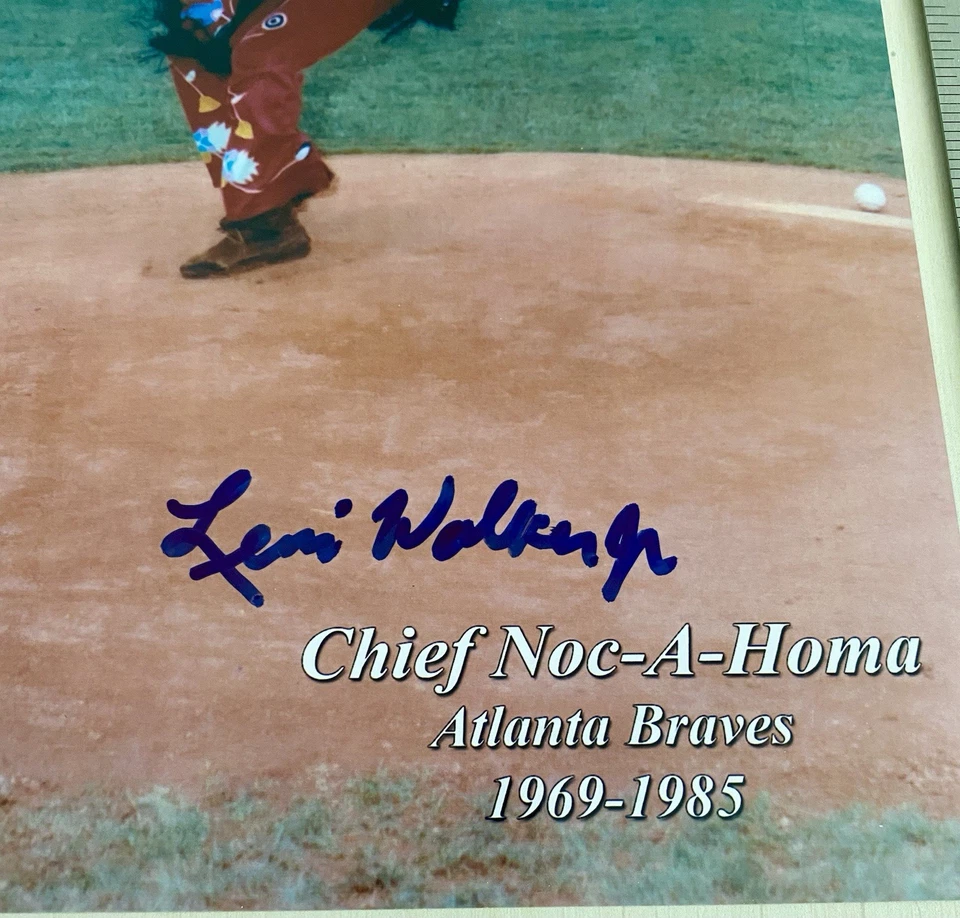 Levi Walker Jr
Chief Noc-A-Homa
Atlanta Braves
1969-1985